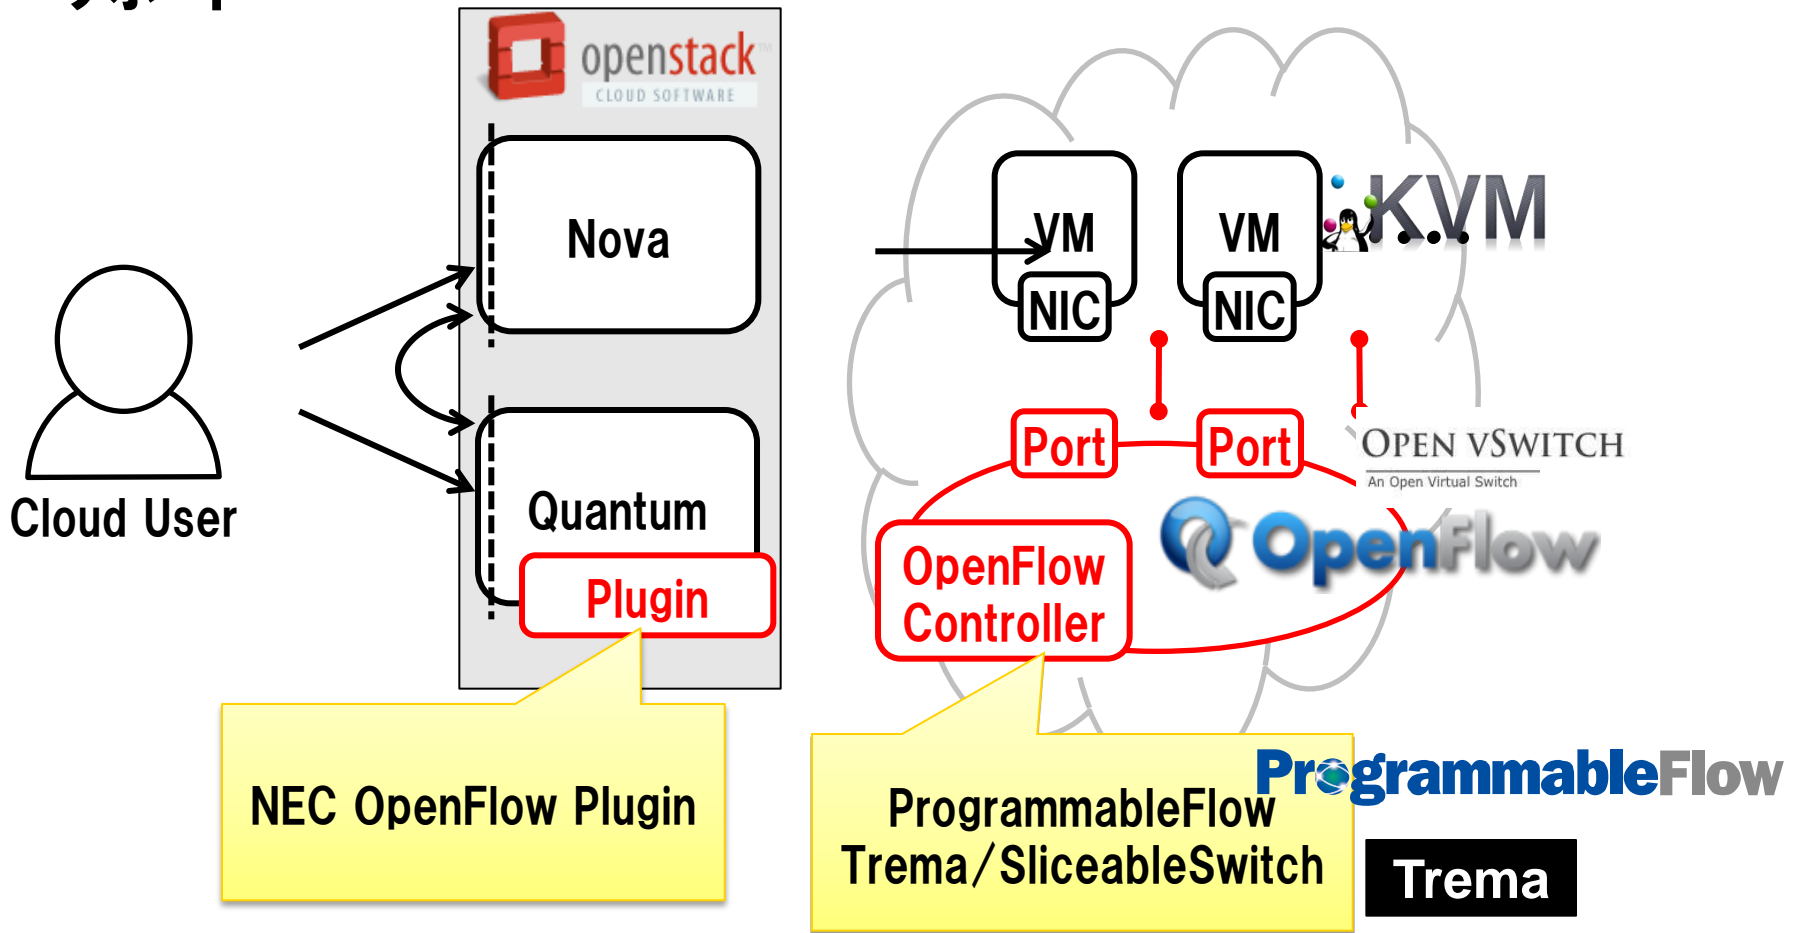 openstack™
CLOUD SOFTWARE
Nova
VM
VM
KVM
NIC
NIC
Cloud User
Port
Port
OPEN VSWITCH
An Open Virtual Switch
Quantum
OpenFlow
OpenFlow
Controller
Plugin
NEC OpenFlow Plugin
ProgrammableFlow
Trema/SliceableSwitch
ProgrammableFlow
Trema